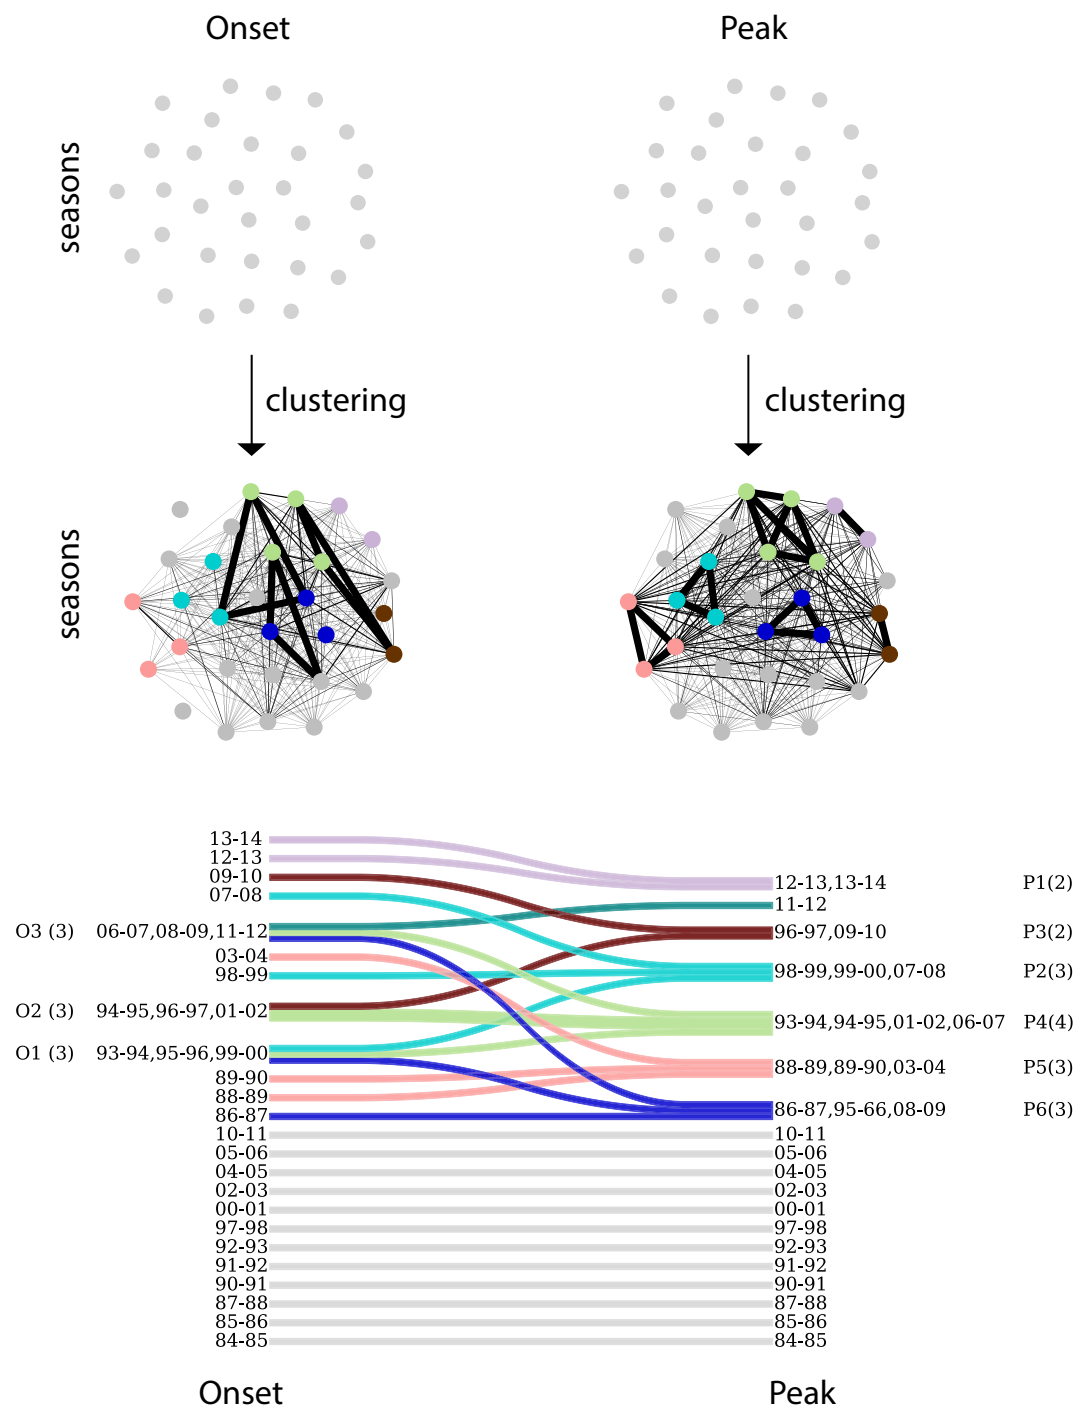 Onset Peak
seasons
clustering clustering
seasons
13-14
12-13
12-13,13-14 P1(2)
09-10
07-08
11-12
O3 (3) 06-07,08-09,11-12
96-97,09-10 P3(2)
03-04
98-99
98-99,99-00,07-08 P2(3)
O2 (3) 94-95,96-97,01-02
93-94,94-95,01-02,06-07 P4(4)
O1 (3) 93-94,95-96,99-00
88-89,89-90,03-04 P5(3)
89-90
88-89
86-87,95-66,08-09 P6(3)
86-87
10-11 10-11
05-06 05-06
04-05 04-05
02-03 02-03
00-01 00-01
97-98 97-98
92-93 92-93
91-92 91-92
90-91 90-91
87-88 87-88
85-86 85-86
84-85 84-85
Onset Peak